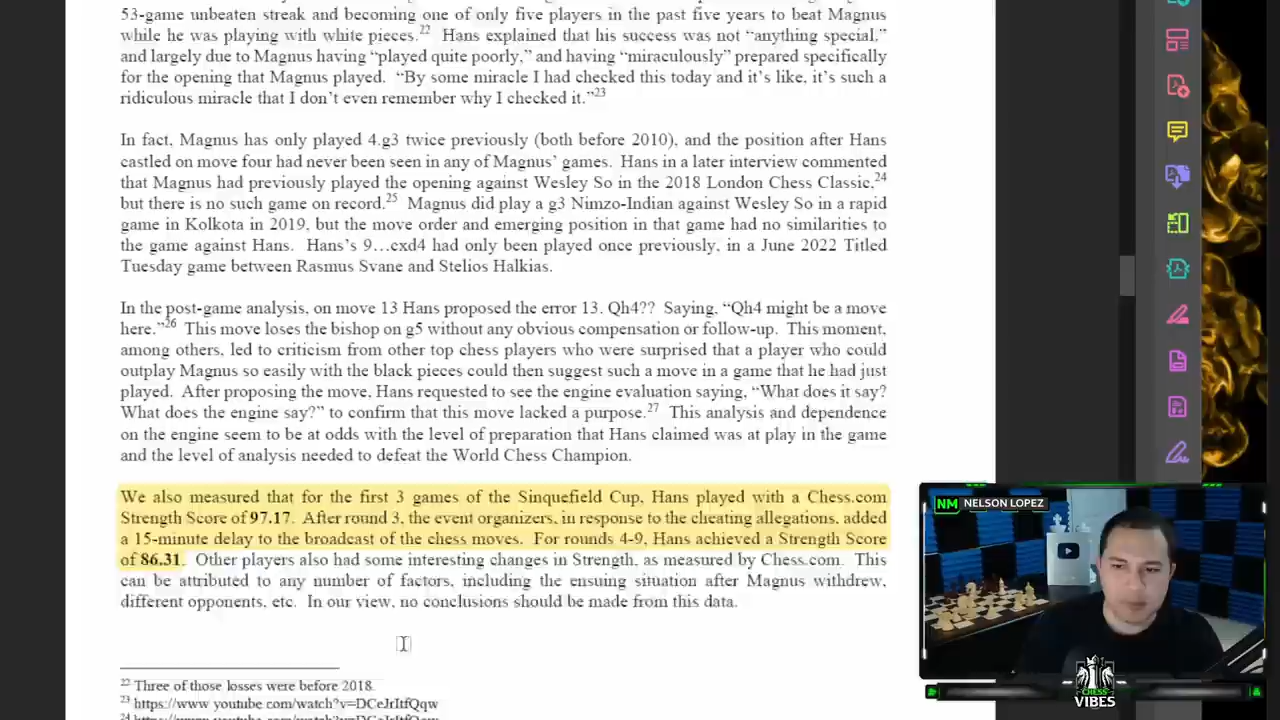 53-game unbeaten streak and becoming one of only five players in the past five years to beat Magnus
while he was playing with white pieces.22 Hans explained that his success was not “anything special,”
and largely due to Magnus having “played quite poorly,” and having “miraculously” prepared specifically
for the opening that Magnus played. “By some miracle I had checked this today and it’s like, it’s such a
ridiculous miracle that I don’t even remember why I checked it.”23
In fact, Magnus has only played 4.g3 twice previously (both before 2010), and the position after Hans
castled on move four had never been seen in any of Magnus’ games. Hans in a later interview commented
that Magnus had previously played the opening against Wesley So in the 2018 London Chess Classic,24
but there is no such game on record.25 Magnus did play a g3 Nimzo-Indian against Wesley So in a rapid
game in Kolkota in 2019, but the move order and emerging position in that game had no similarities to
the game against Hans. Hans’s 9…cxd4 had only been played once previously, in a June 2022 Titled
Tuesday game between Rasmus Svane and Stelios Halkias.
In the post-game analysis, on move 13 Hans proposed the error 13. Qh4?? Saying, “Qh4 might be a move
here.”26 This move loses the bishop on g5 without any obvious compensation or follow-up. This moment,
among others, led to criticism from other top chess players who were surprised that a player who could
outplay Magnus so easily with the black pieces could then suggest such a move in a game that he had just
played. After proposing the move, Hans requested to see the engine evaluation saying, “What does it say?
What does the engine say?” to confirm that this move lacked a purpose.27 This analysis and dependence
on the engine seem to be at odds with the level of preparation that Hans claimed was at play in the game
and the level of analysis needed to defeat the World Chess Champion.
We also measured that for the first 3 games of the Sinquefield Cup, Hans played with a Chess.com
Strength Score of 97.17. After round 3, the event organizers, in response to the cheating allegations, added
a 15-minute delay to the broadcast of the chess moves. For rounds 4-9, Hans achieved a Strength Score
of 86.31. Other players also had some interesting changes in Strength, as measured by Chess.com. This
can be attributed to any number of factors, including the ensuing situation after Magnus withdrew,
different opponents, etc. In our view, no conclusions should be made from this data.
22 Three of those losses were before 2018.
23 https://www.youtube.com/watch?v=DCeJrItfQqw
24 https://www.youtube.com/watch?v=DCeJrItfQqw
NM NELSON LOPEZ
CHESS
VIBES